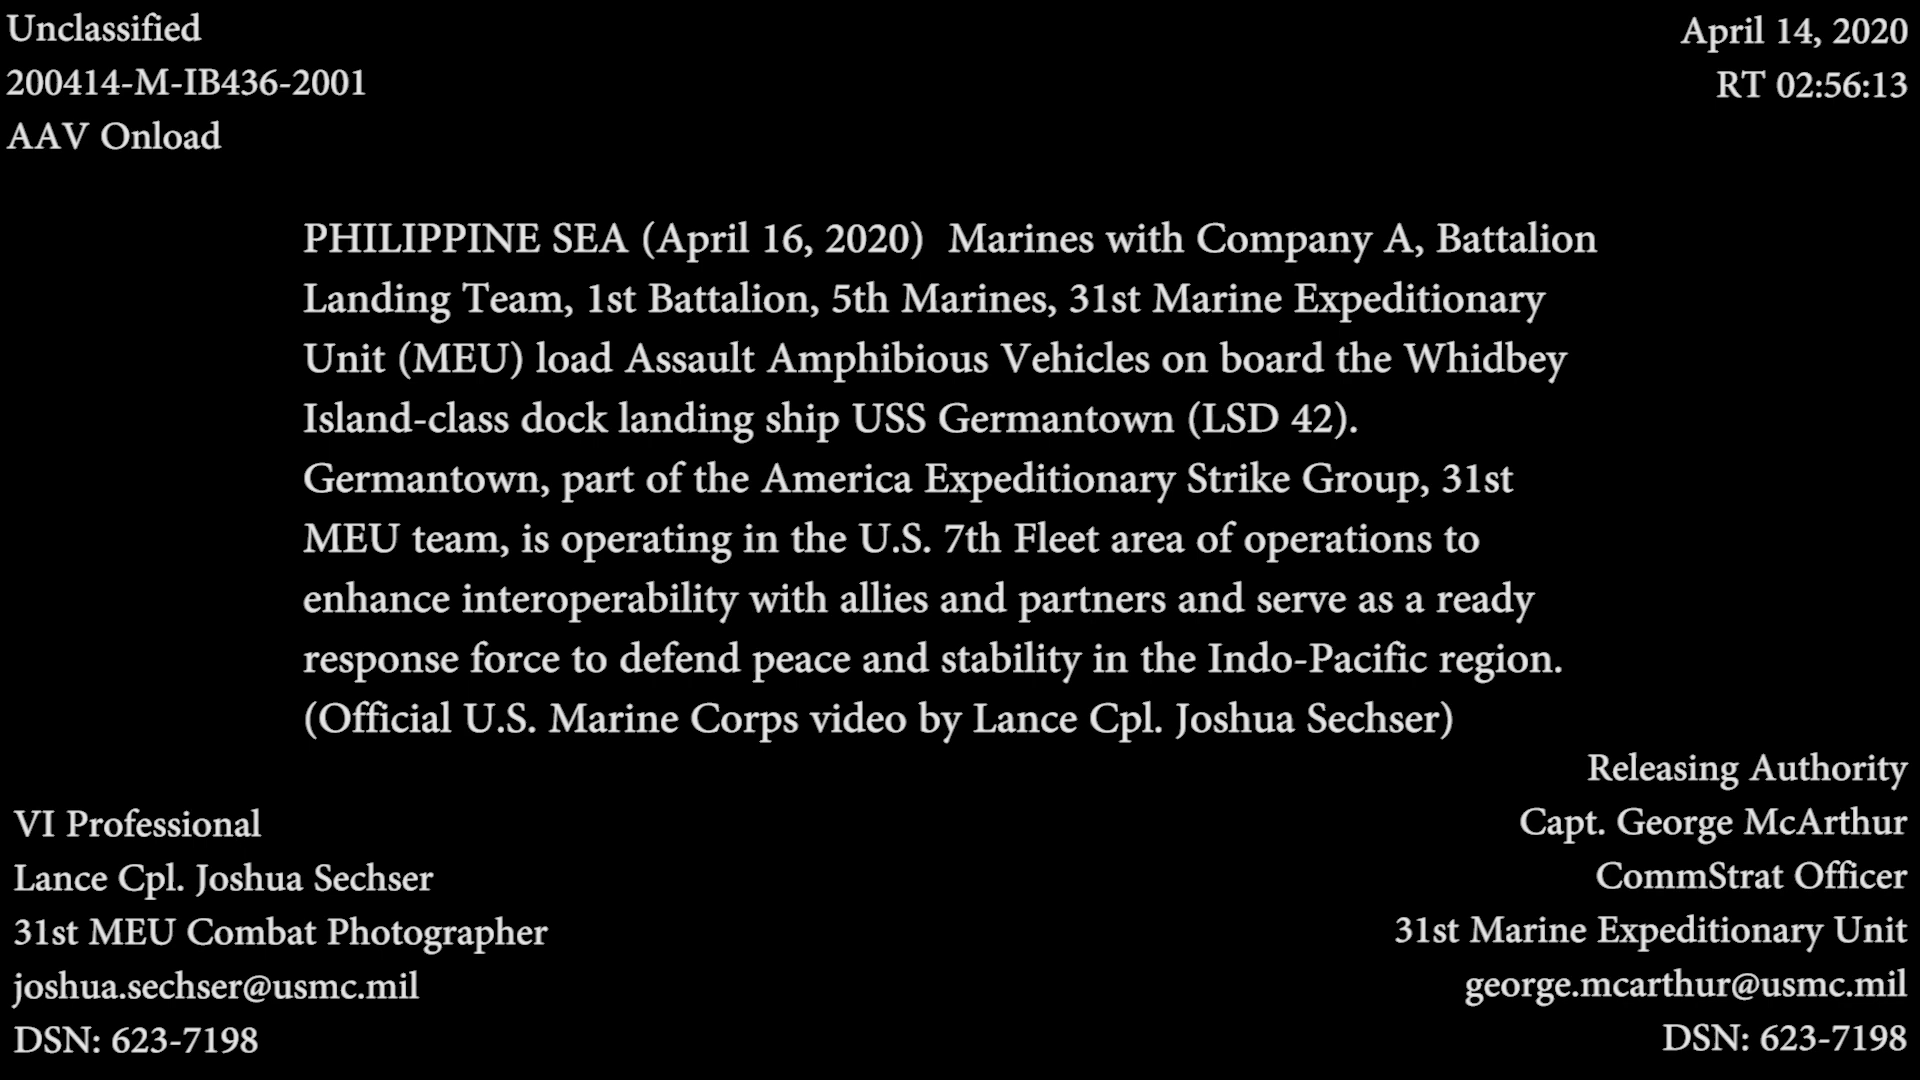 Unclassified
200414-M-IB436-2001
AAV Onload
April 14, 2020
RT 02:56:13
PHILIPPINE SEA (April 16, 2020)  Marines with Company A, Battalion
Landing Team, 1st Battalion, 5th Marines, 31st Marine Expeditionary
Unit (MEU) load Assault Amphibious Vehicles on board the Whidbey
Island-class dock landing ship USS Germantown (LSD 42).
Germantown, part of the America Expeditionary Strike Group, 31st
MEU team, is operating in the U.S. 7th Fleet area of operations to
enhance interoperability with allies and partners and serve as a ready
response force to defend peace and stability in the Indo-Pacific region.
(Official U.S. Marine Corps video by Lance Cpl. Joshua Sechser)
VI Professional
Lance Cpl. Joshua Sechser
31st MEU Combat Photographer
joshua.sechser@usmc.mil
DSN: 623-7198
Releasing Authority
Capt. George McArthur
CommStrat Officer
31st Marine Expeditionary Unit
george.mcarthur@usmc.mil
DSN: 623-7198